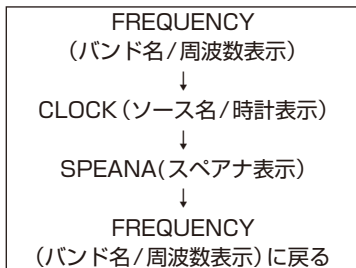 FREQUENCY
（バンド名/周波数表示）
↓
CLOCK（ソース名/時計表示）
↓
SPEANA(スペアナ表示)
↓
FREQUENCY
（バンド名/周波数表示）に戻る